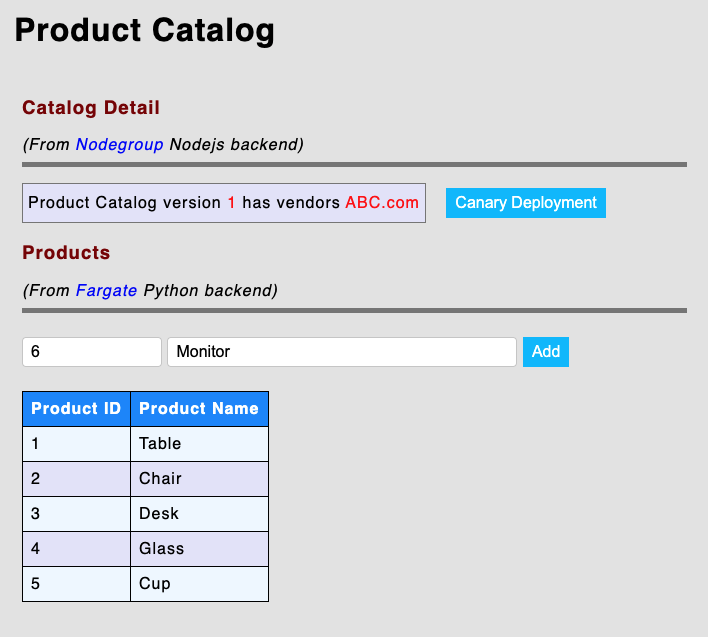 Product Catalog
Catalog Detail
(From Nodegroup Nodejs backend)
Product Catalog version 1 has vendors ABC.com Canary Deployment
Products
(From Fargate Python backend)
6 Monitor Add
Product ID Product Name
1 Table
2 Chair
3 Desk
4 Glass
5 Cup